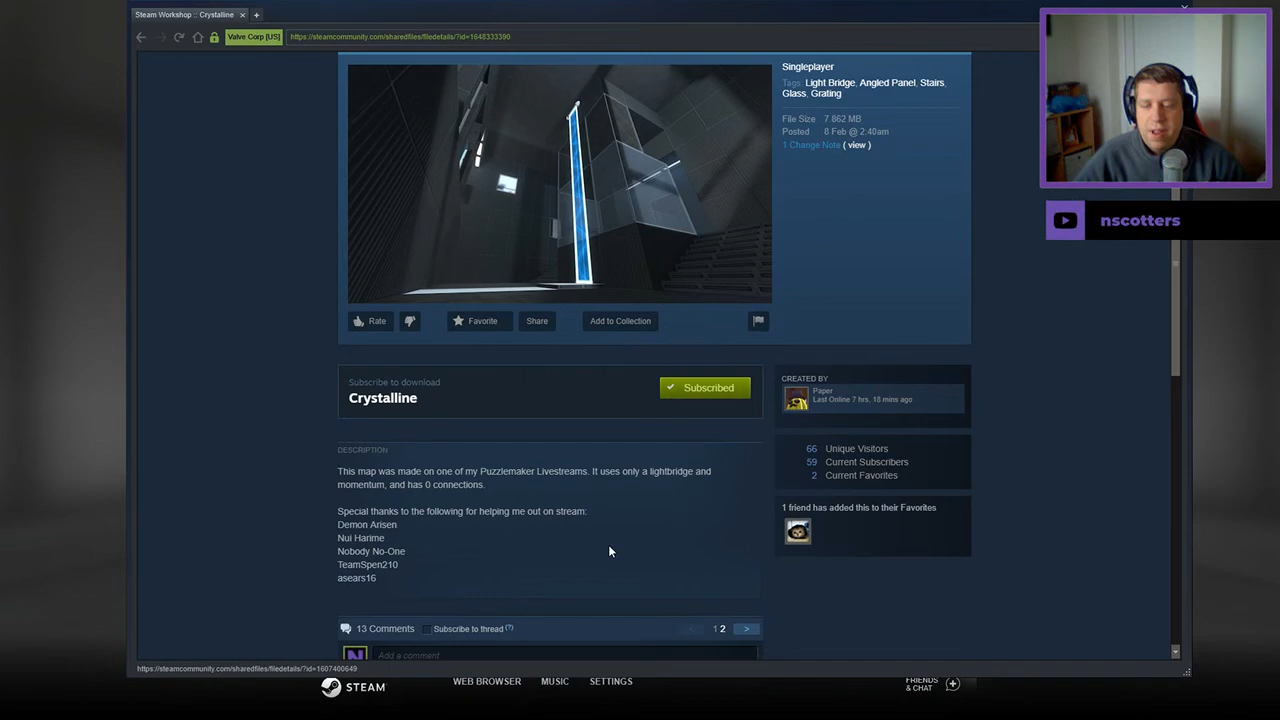 Steam Workshop :: Crystalline
Valve Corp [US]
https://steamcommunity.com/sharedfiles/filedetails/?id=1648333390
nscotters
Singleplayer
Tags: Light Bridge, Angled Panel, Stairs,
Glass, Grating
File Size 7.862 MB
Posted 8 Feb @ 2:40am
1 Change Note ( view )
Rate
Favorite
Share
Add to Collection
Subscribe to download
Crystalline
Subscribed
CREATED BY
Paper
Last Online 7 hrs, 18 mins ago
66 Unique Visitors
59 Current Subscribers
2 Current Favorites
1 friend has added this to their Favorites
DESCRIPTION
This map was made on one of my Puzzlemaker Livestreams. It uses only a lightbridge and
momentum, and has 0 connections.
Special thanks to the following for helping me out on stream:
Demon Arisen
Nui Harime
Nobody No-One
TeamSpen210
asears16
13 Comments
Subscribe to thread (?)
< 1 2 >
N
Add a comment
https://steamcommunity.com/sharedfiles/filedetails/?id=1607400649
STEAM
WEB BROWSER
MUSIC
SETTINGS
FRIENDS
& CHAT